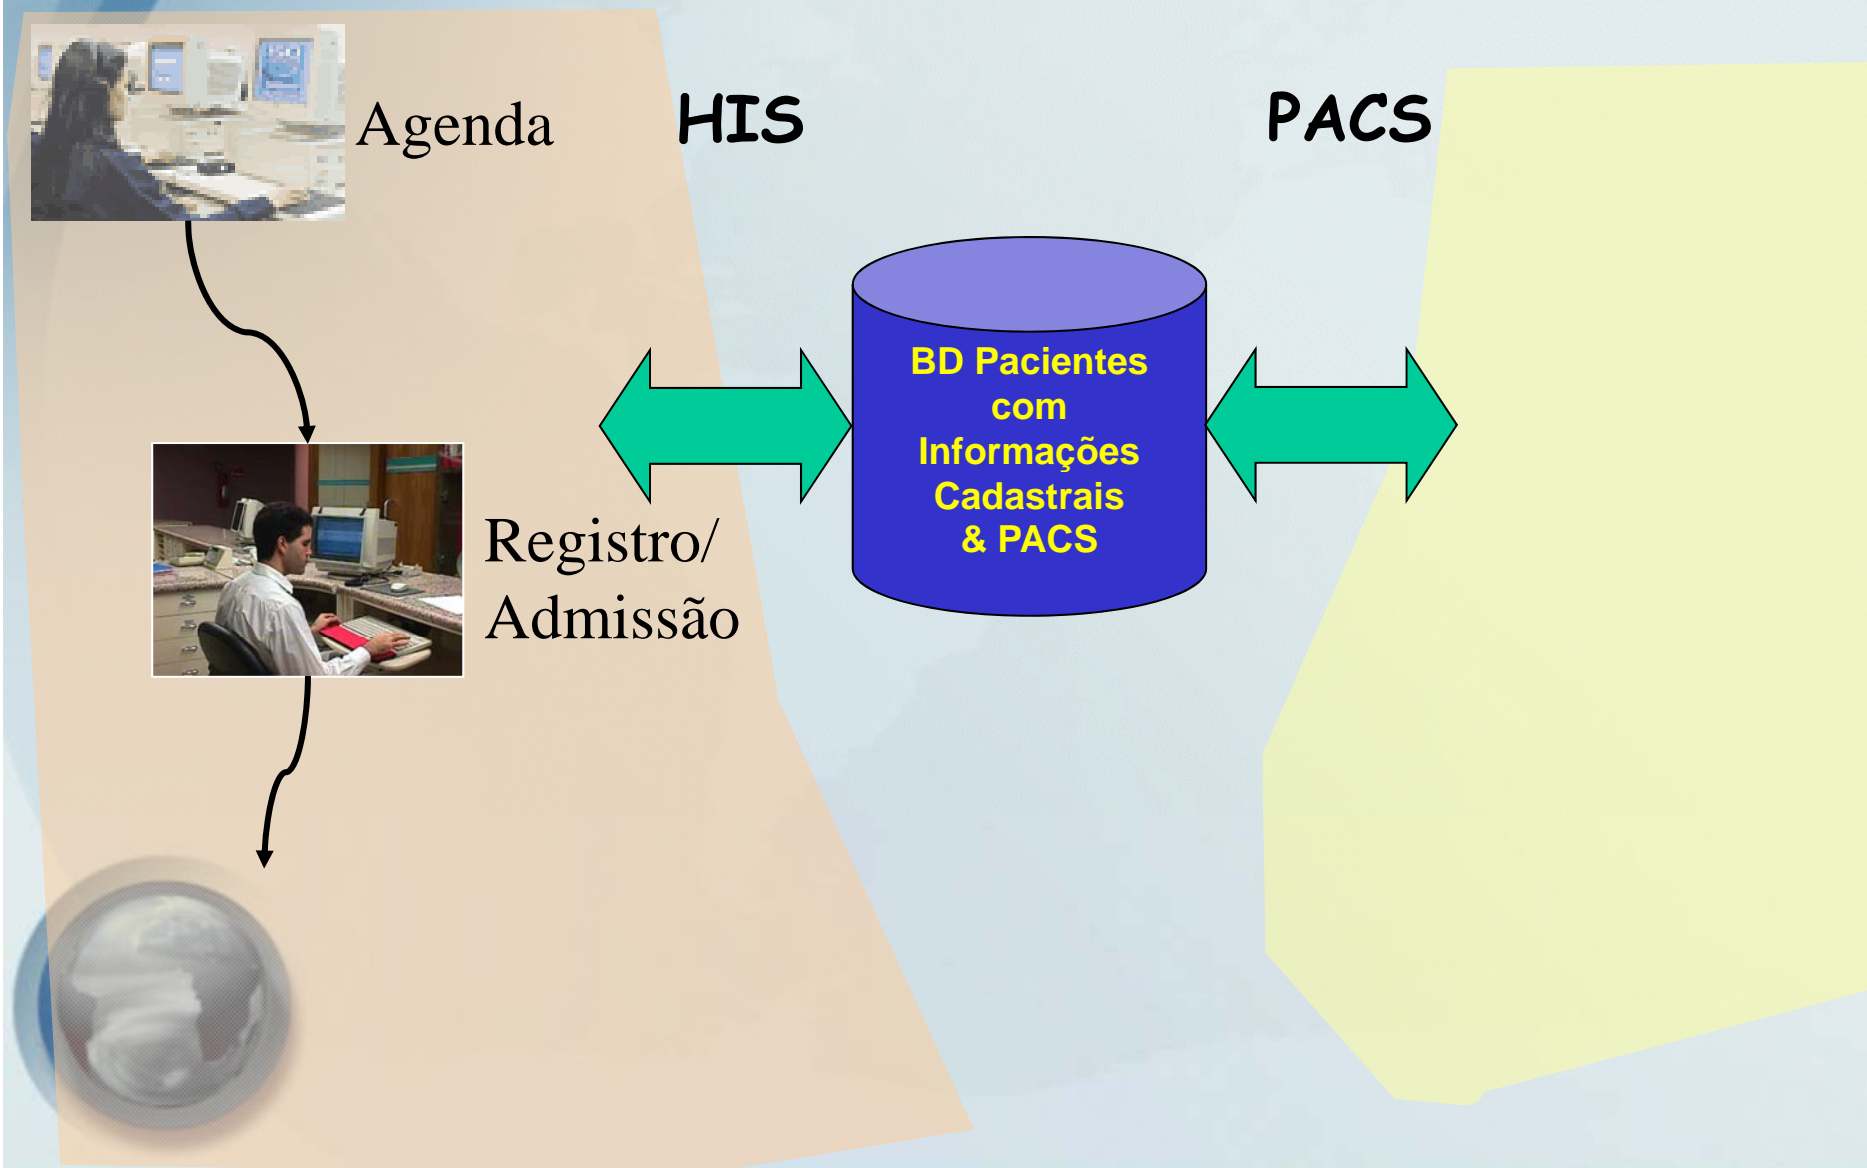 Agenda
HIS
PACS
BD Pacientes
com
Informações
Cadastrais
& PACS
Registro/
Admissão